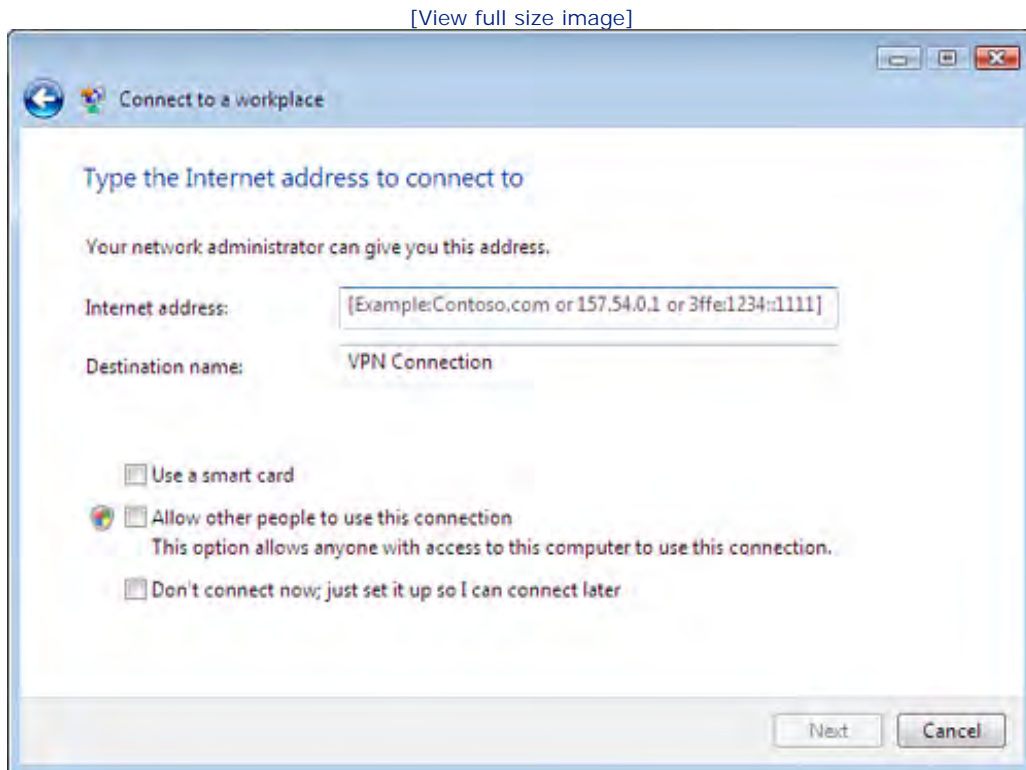 [View full size image]
Connect to a workplace
Type the Internet address to connect to
Your network administrator can give you this address.
Internet address:
[Example:Contoso.com or 157.54.0.1 or 3ffe:1234::1111]
Destination name:
VPN Connection
Use a smart card
Allow other people to use this connection
This option allows anyone with access to this computer to use this connection.
Don't connect now; just set it up so I can connect later
Next
Cancel